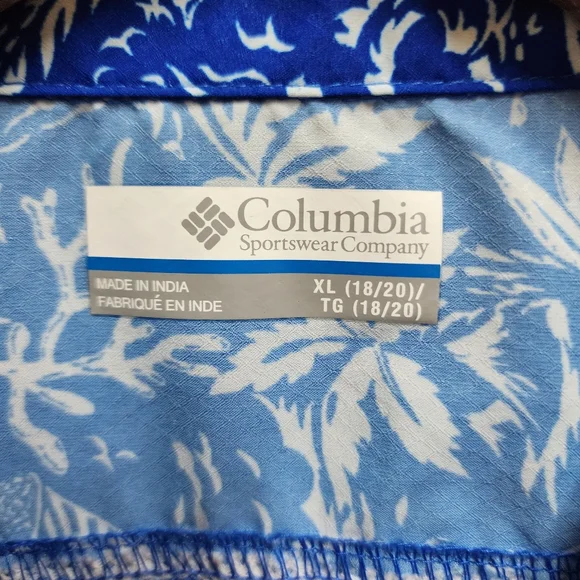 Columbia
Sportswear Company
MADE IN INDIA
FABRIQUÉ EN INDE
XL (18/20)/
TG (18/20)